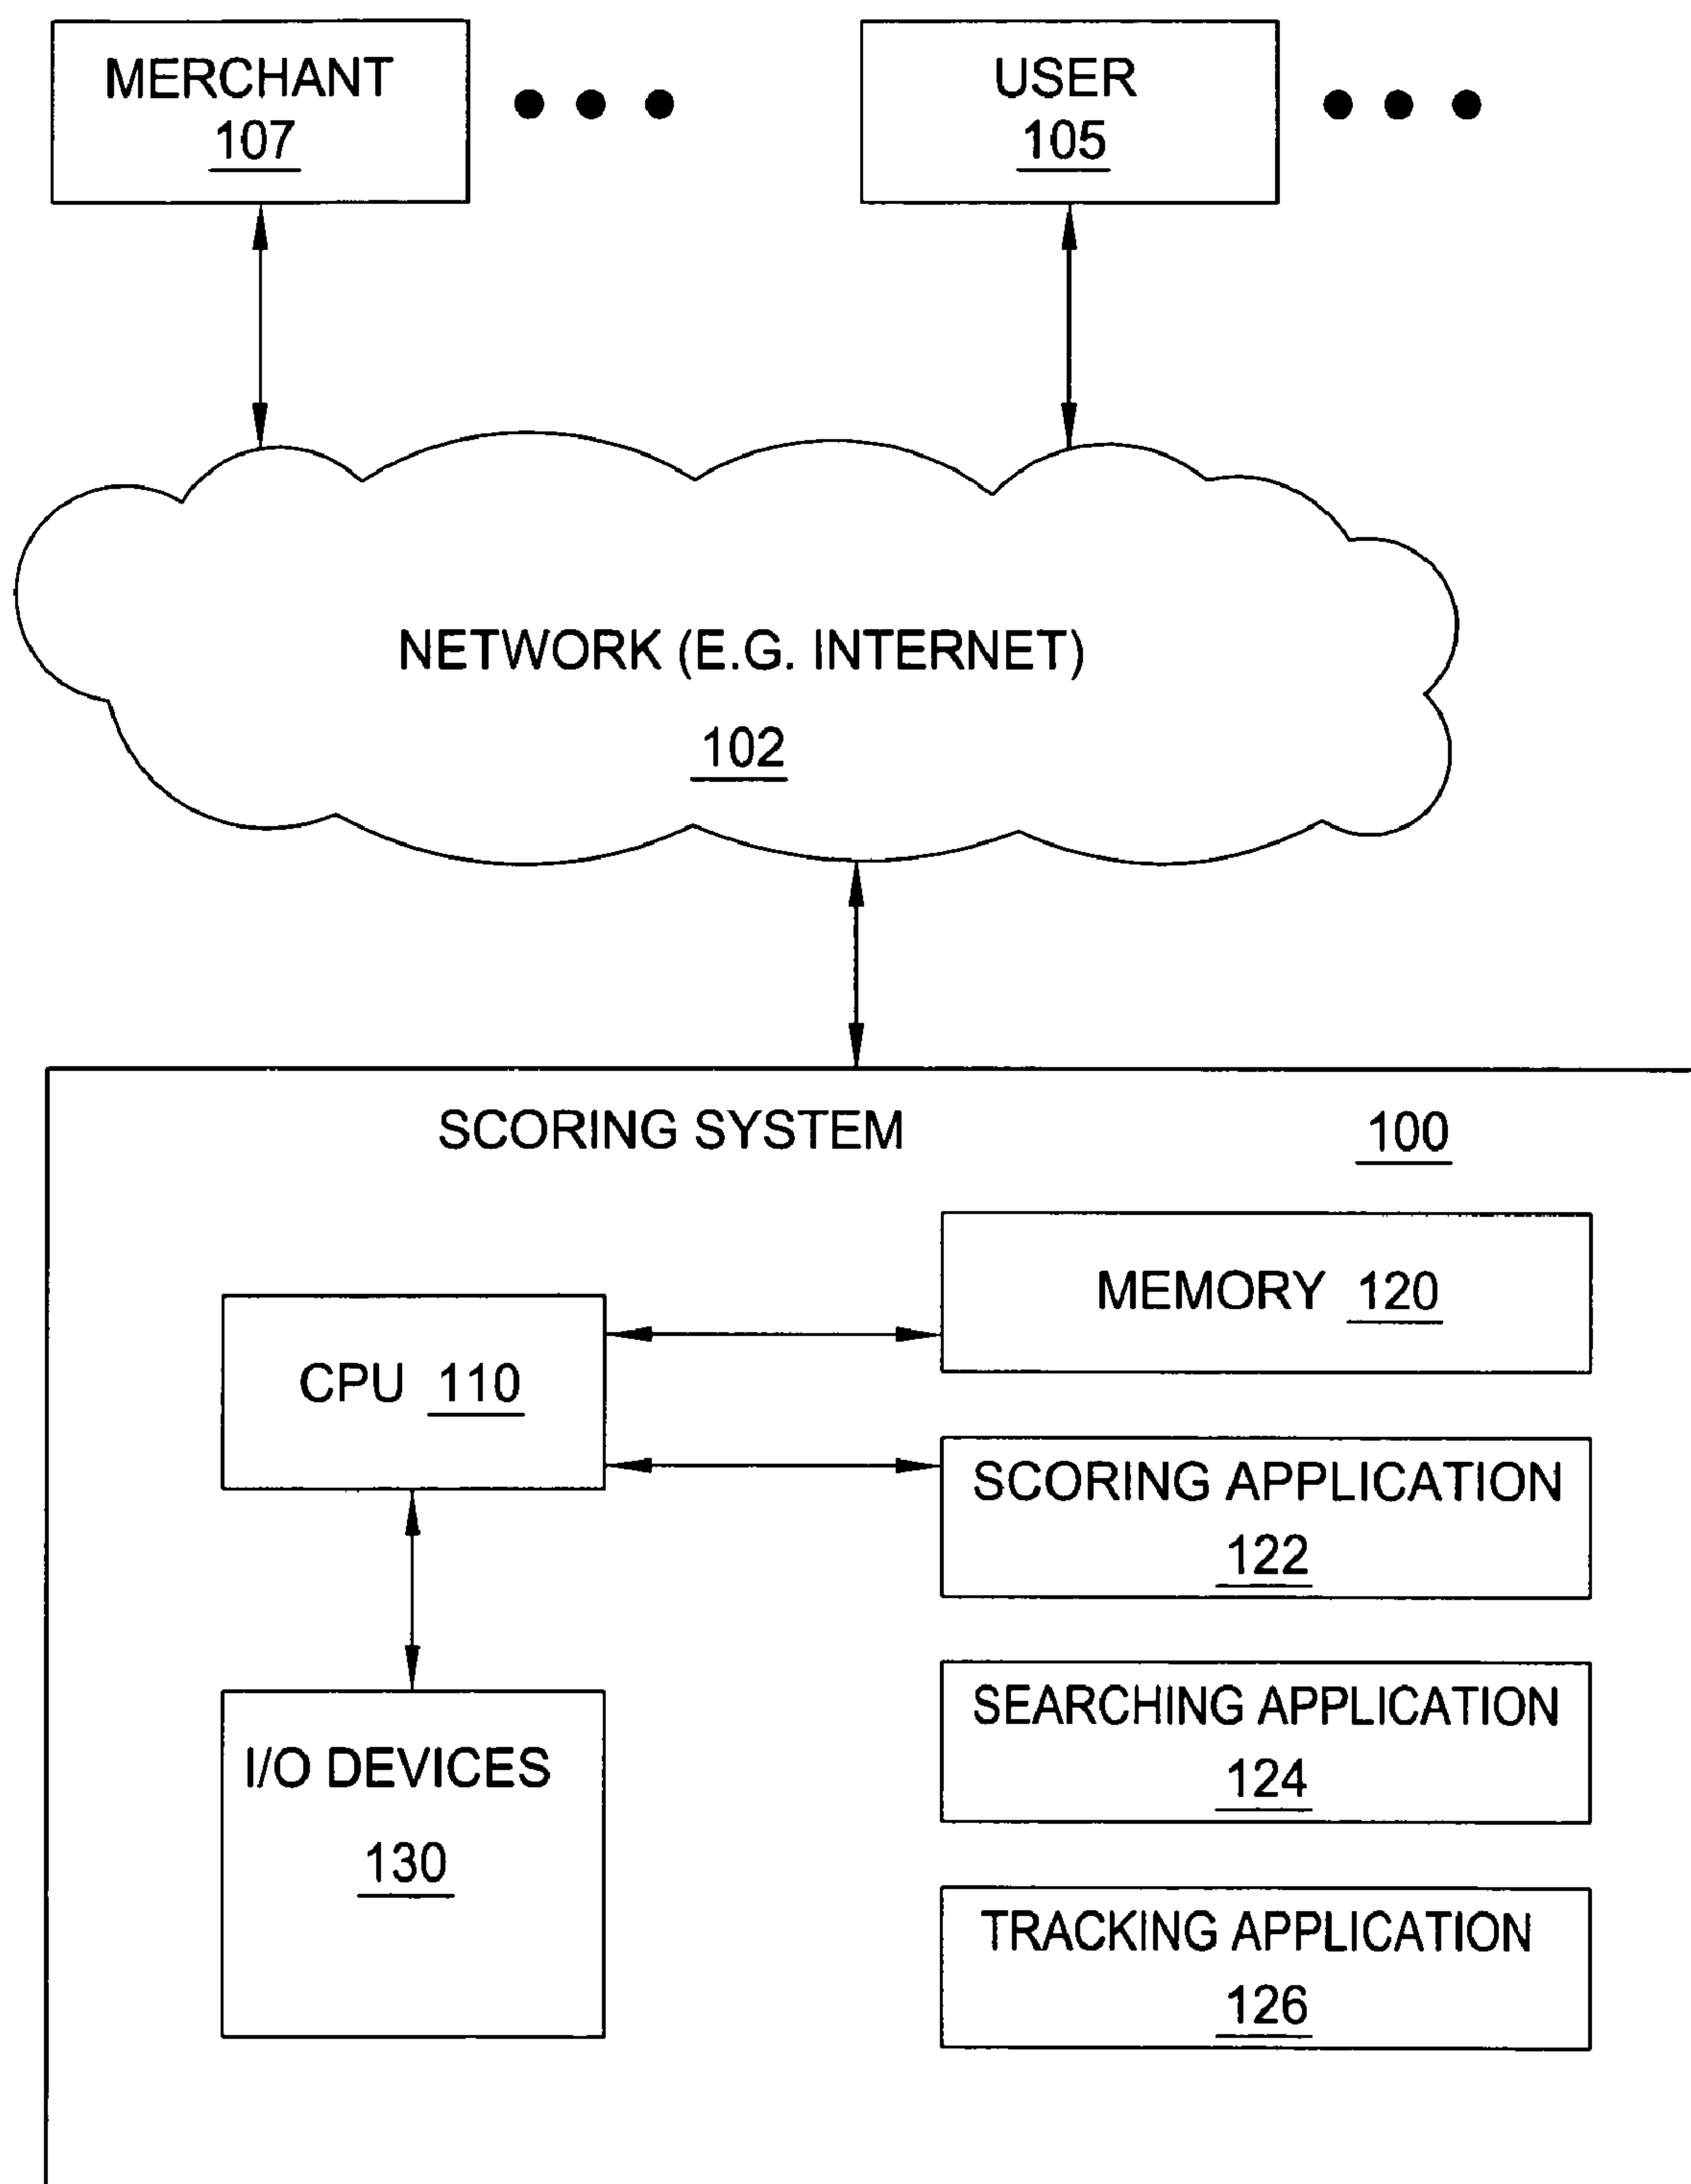 MERCHANT
107
USER
105
NETWORK (E.G. INTERNET)
102
SCORING SYSTEM 100
MEMORY 120
CPU 110
SCORING APPLICATION
122
SEARCHING APPLICATION
124
I/O DEVICES
130
TRACKING APPLICATION
126